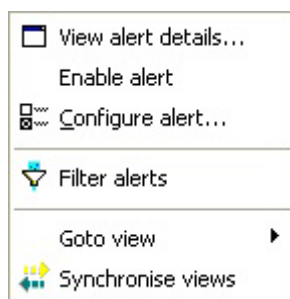 View alert details...
Enable alert
Configure alert...
Filter alerts
Goto view
Synchronise views